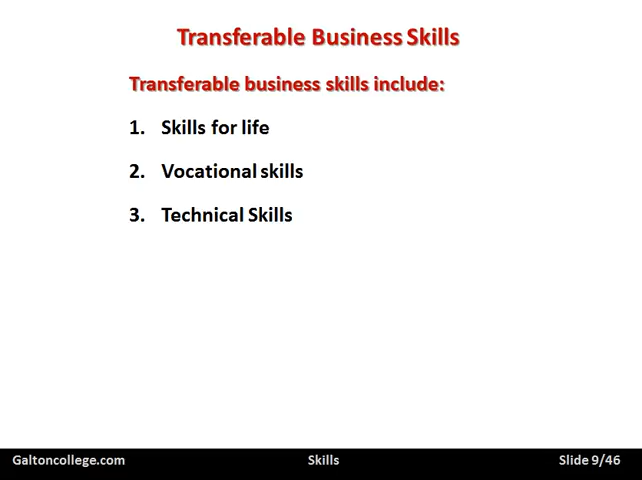 Transferable Business Skills
Transferable business skills include:
1. Skills for life
2. Vocational skills
3. Technical Skills
Galtoncollege.com Skills Slide 9/46